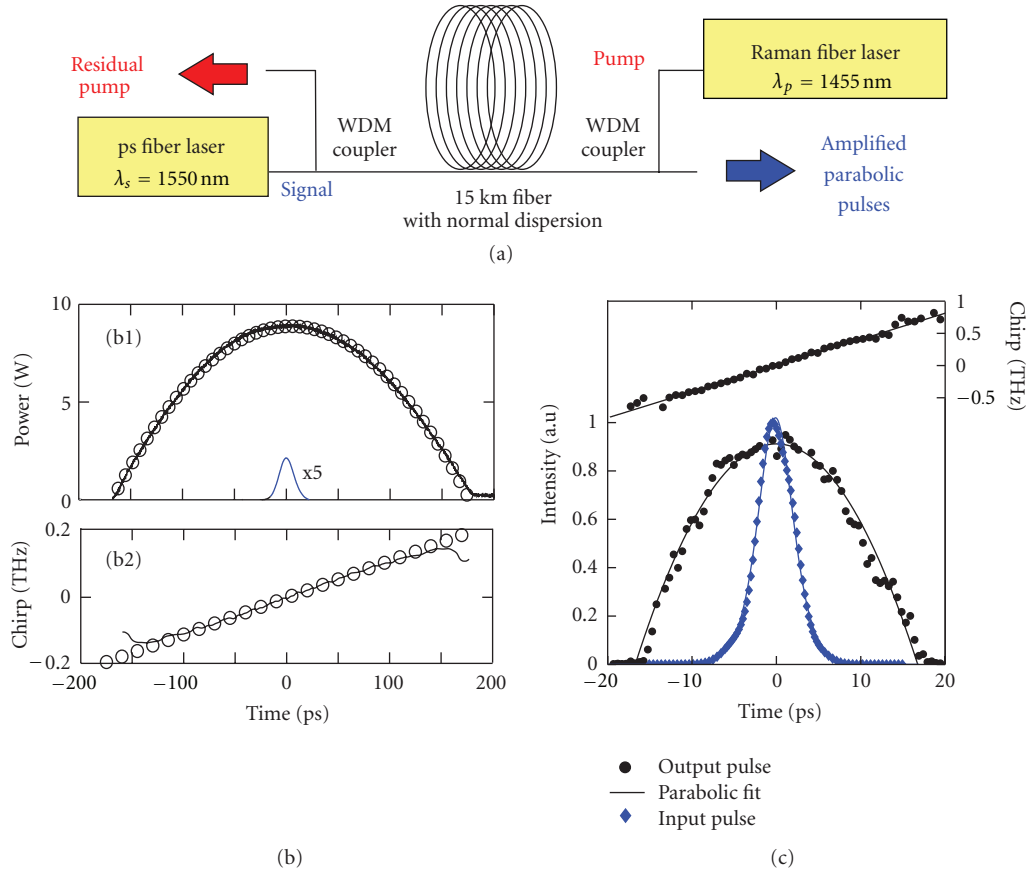 Residual
pump
Pump
Raman fiber laser
λp = 1455 nm
ps fiber laser
λs = 1550 nm
WDM
coupler
WDM
coupler
Signal
Amplified
parabolic
pulses
15 km fiber
with normal dispersion
(a)
10
5
0
Power (W)
(b1)
x5
0.2
0
−0.2
Chirp (THz)
(b2)
−200
−100
0
100
200
Time (ps)
(b)
1
0.5
0
−0.5
Chirp (THz)
1
0.8
0.6
0.4
0.2
0
Intensity (a.u)
−20
−10
0
10
20
Time (ps)
Output pulse
Parabolic fit
Input pulse
(c)